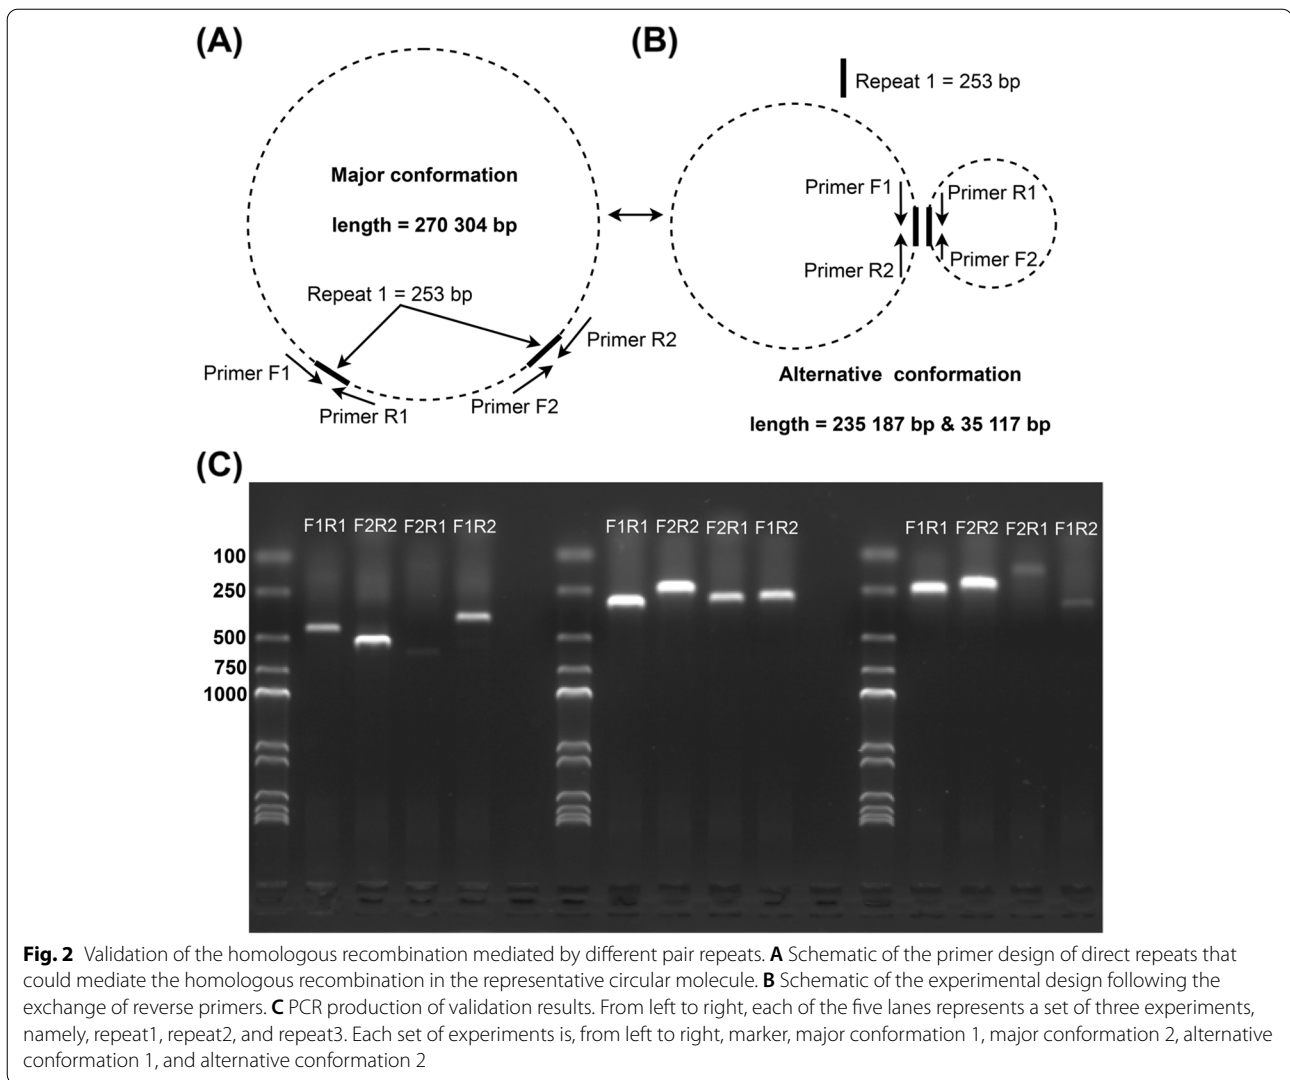 (A)
Major conformation
length = 270 304 bp
Repeat 1 = 253 bp
Primer F1
Primer R1
Primer F2
Primer R2
(B)
Repeat 1 = 253 bp
Primer F1
Primer R1
Primer R2
Primer F2
Alternative conformation
length = 235 187 bp & 35 117 bp
(C)
F1R1 F2R2 F2R1 F1R2 F1R1 F2R2 F2R1 F1R2 F1R1 F2R2 F2R1 F1R2
100
250
500
750
1000
Fig. 2 Validation of the homologous recombination mediated by different pair repeats. A Schematic of the primer design of direct repeats that
could mediate the homologous recombination in the representative circular molecule. B Schematic of the experimental design following the
exchange of reverse primers. C PCR production of validation results. From left to right, each of the five lanes represents a set of three experiments,
namely, repeat1, repeat2, and repeat3. Each set of experiments is, from left to right, marker, major conformation 1, major conformation 2, alternative
conformation 1, and alternative conformation 2